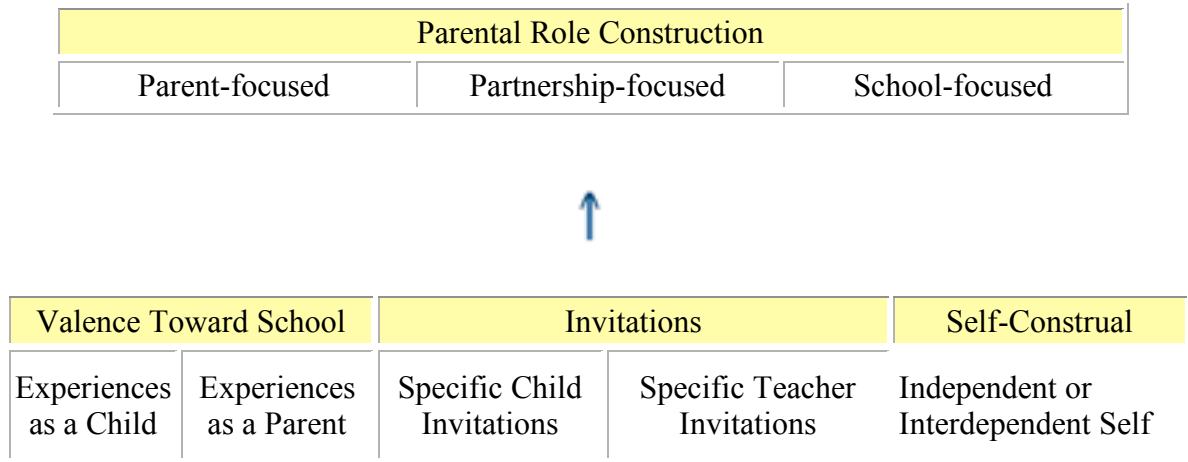 Parental Role Construction
Parent-focused Partnership-focused School-focused
Valence Toward School Invitations Self-Construal
Experiences as a Child Experiences as a Parent Specific Child Invitations Specific Teacher Invitations Independent or Interdependent Self